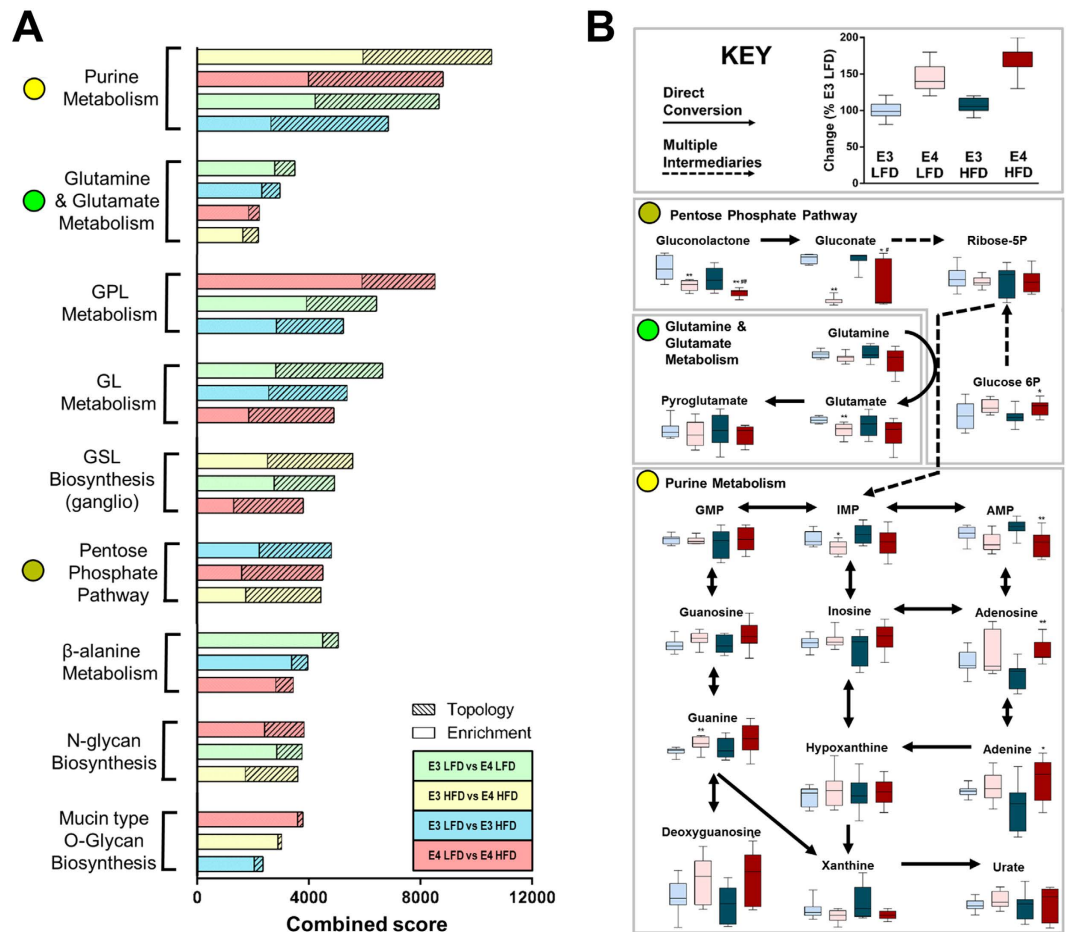 A
Purine
Metabolism
Glutamine
& Glutamate
Metabolism
GPL
Metabolism
GL
Metabolism
GSL
Biosynthesis
(ganglio)
Pentose
Phosphate
Pathway
β-alanine
Metabolism
N-glycan
Biosynthesis
Mucin type
O-Glycan
Biosynthesis
Topology
Enrichment
E3 LFD vs E4 LFD
E3 HFD vs E4 HFD
E3 LFD vs E3 HFD
E4 LFD vs E4 HFD
0 4000 8000 12000
Combined score
B
KEY
Direct
Conversion
Multiple
Intermediaries
Change (% E3 LFD)
200
150
100
50
0
E3 E4 E3 E4
LFD LFD HFD HFD
Pentose Phosphate Pathway
Gluconolactone Gluconate Ribose-5P
** ** ## ** * #
Glutamine &
Glutamate
Metabolism
Glutamine
Glucose 6P
*
Pyroglutamate Glutamate
**
Purine Metabolism
GMP IMP AMP
* **
Guanosine Inosine Adenosine
**
Guanine
**
Hypoxanthine Adenine
*
Deoxyguanosine
Xanthine Urate